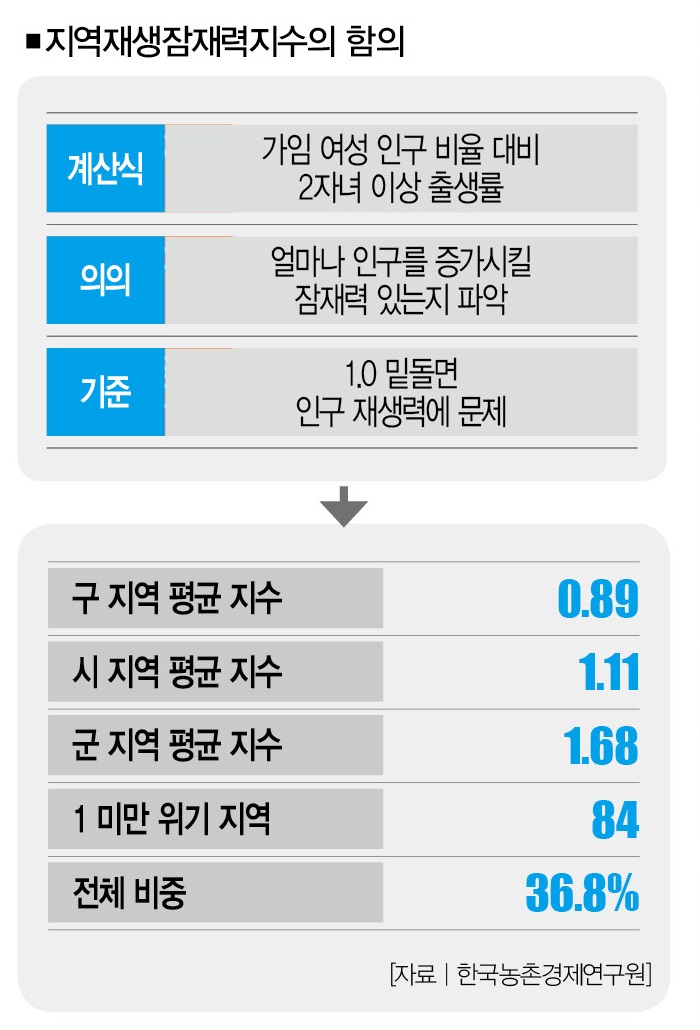 ■지역재생잠재력지수의 함의
계산식
가임 여성 인구 비율 대비
2자녀 이상 출생률
의의
얼마나 인구를 증가시킬
잠재력 있는지 파악
기준
1.0 밑돌면
인구 재생력에 문제
구 지역 평균 지수 0.89
시 지역 평균 지수 1.11
군 지역 평균 지수 1.68
1 미만 위기 지역 84
전체 비중 36.8%
[자료ㅣ한국농촌경제연구원]